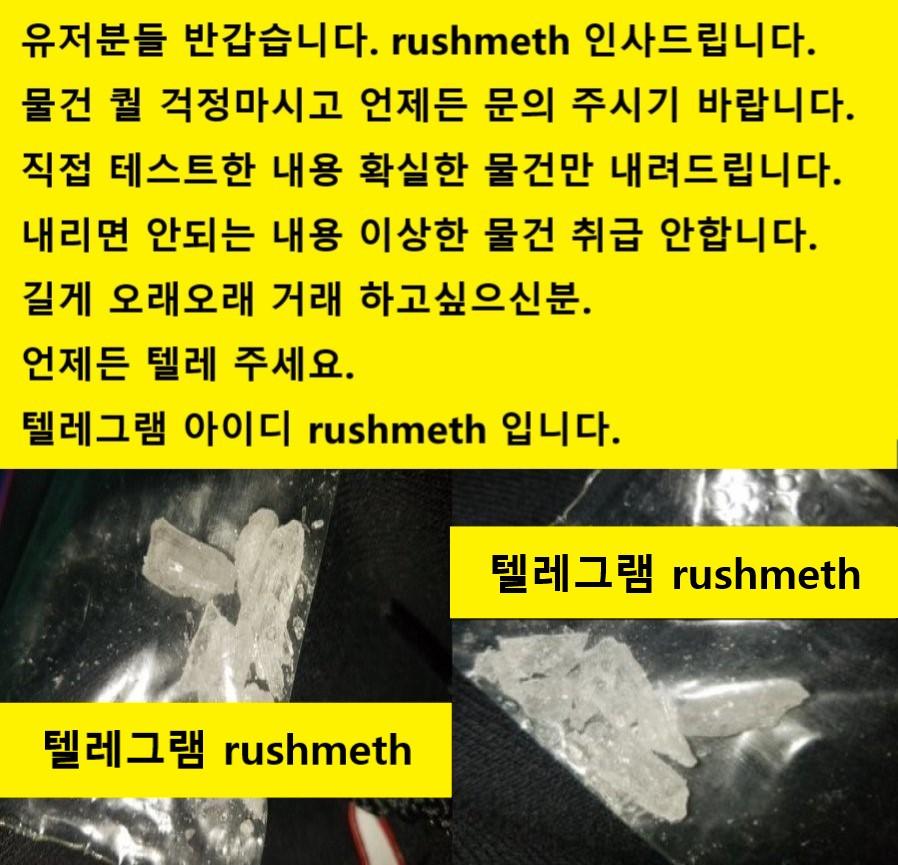 유저분들 반갑습니다. rushmeth 인사드립니다.
물건 퀄 걱정마시고 언제든 문의 주시기 바랍니다.
직접 테스트한 내용 확실한 물건만 내려드립니다.
내리면 안되는 내용 이상한 물건 취급 안합니다.
길게 오래오래 거래 하고싶으신분.
언제든 텔레 주세요.
텔레그램 아이디 rushmeth 입니다.
텔레그램 rushmeth
텔레그램 rushmeth